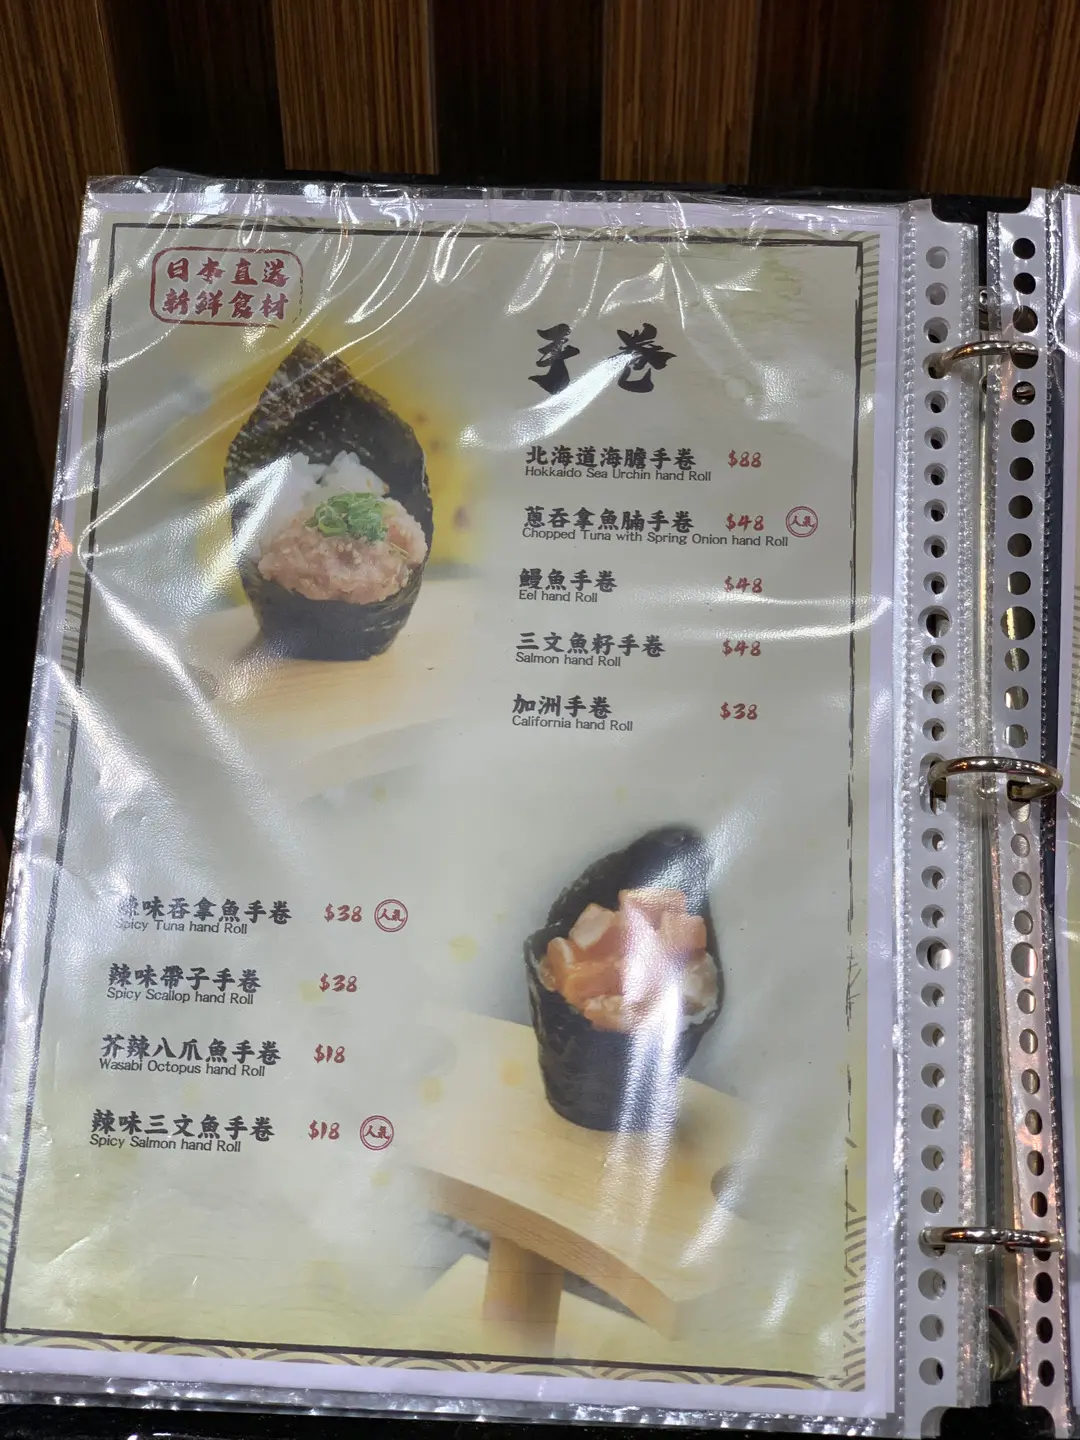 日本直送
新鮮食材
手卷
北海道海膽手卷 $88
Hokkaido Sea Urchin hand Roll
蔥吞拿魚腩手卷 $48 人氣
Chopped Tuna with Spring Onion hand Roll
鰻魚手卷 $48
Eel hand Roll
三文魚籽手卷 $48
Salmon hand Roll
加洲手卷 $38
California hand Roll
辣味吞拿魚手卷 $38 人氣
Spicy Tuna hand Roll
辣味帶子手卷 $38
Spicy Scallop hand Roll
芥辣八爪魚手卷 $18
Wasabi Octopus hand Roll
辣味三文魚手卷 $18 人氣
Spicy Salmon hand Roll